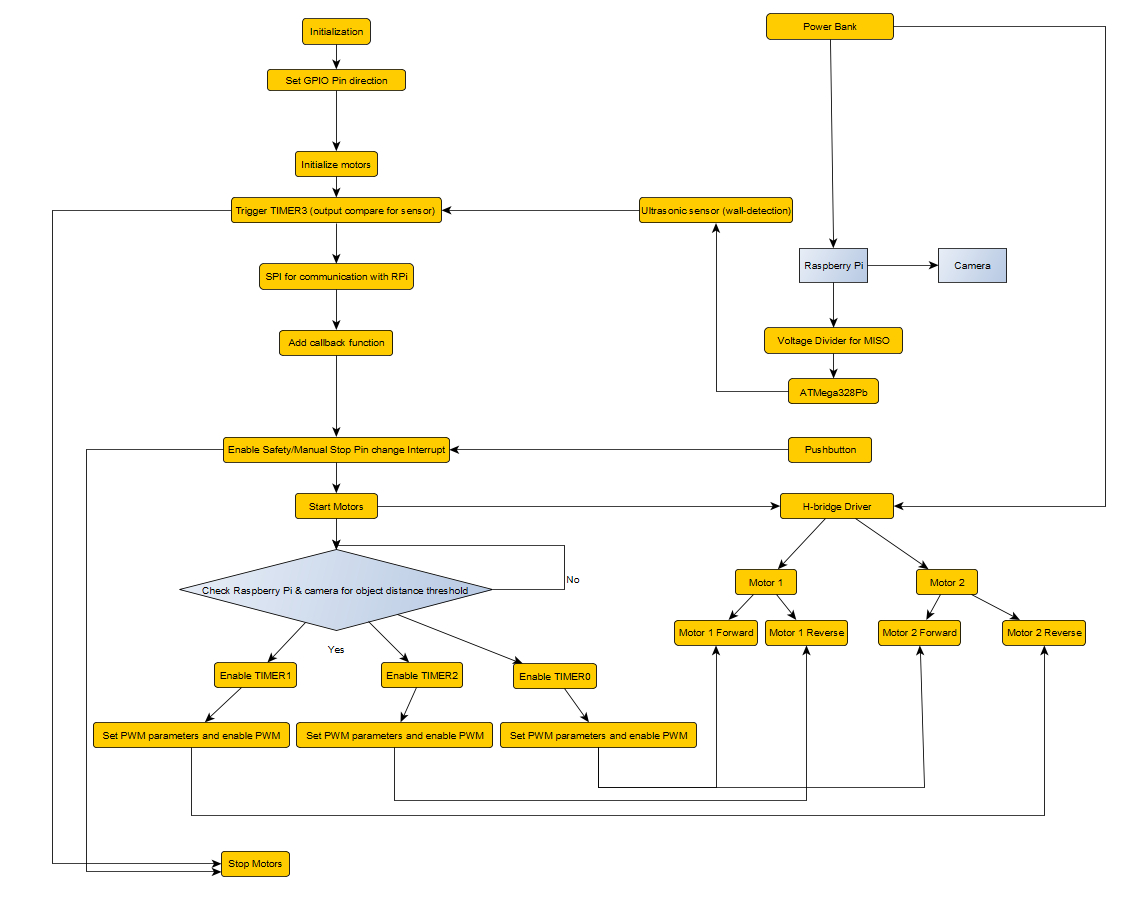 Initialization
Power Bank
Set GPIO Pin direction
Initialize motors
Trigger TIMER3 (output compare for sensor)
Ultrasonic sensor (wall-detection)
SPI for communication with RPi
Raspberry Pi
Camera
Voltage Divider for MISO
Add callback function
ATMega328Pb
Enable Safety/Manual Stop Pin change Interrupt
Pushbutton
Start Motors
H-bridge Driver
Check Raspberry Pi & camera for object distance threshold
No
Motor 1
Motor 2
Motor 1 Forward
Motor 1 Reverse
Motor 2 Forward
Motor 2 Reverse
Yes
Enable TIMER1
Enable TIMER2
Enable TIMER0
Set PWM parameters and enable PWM
Set PWM parameters and enable PWM
Set PWM parameters and enable PWM
Stop Motors